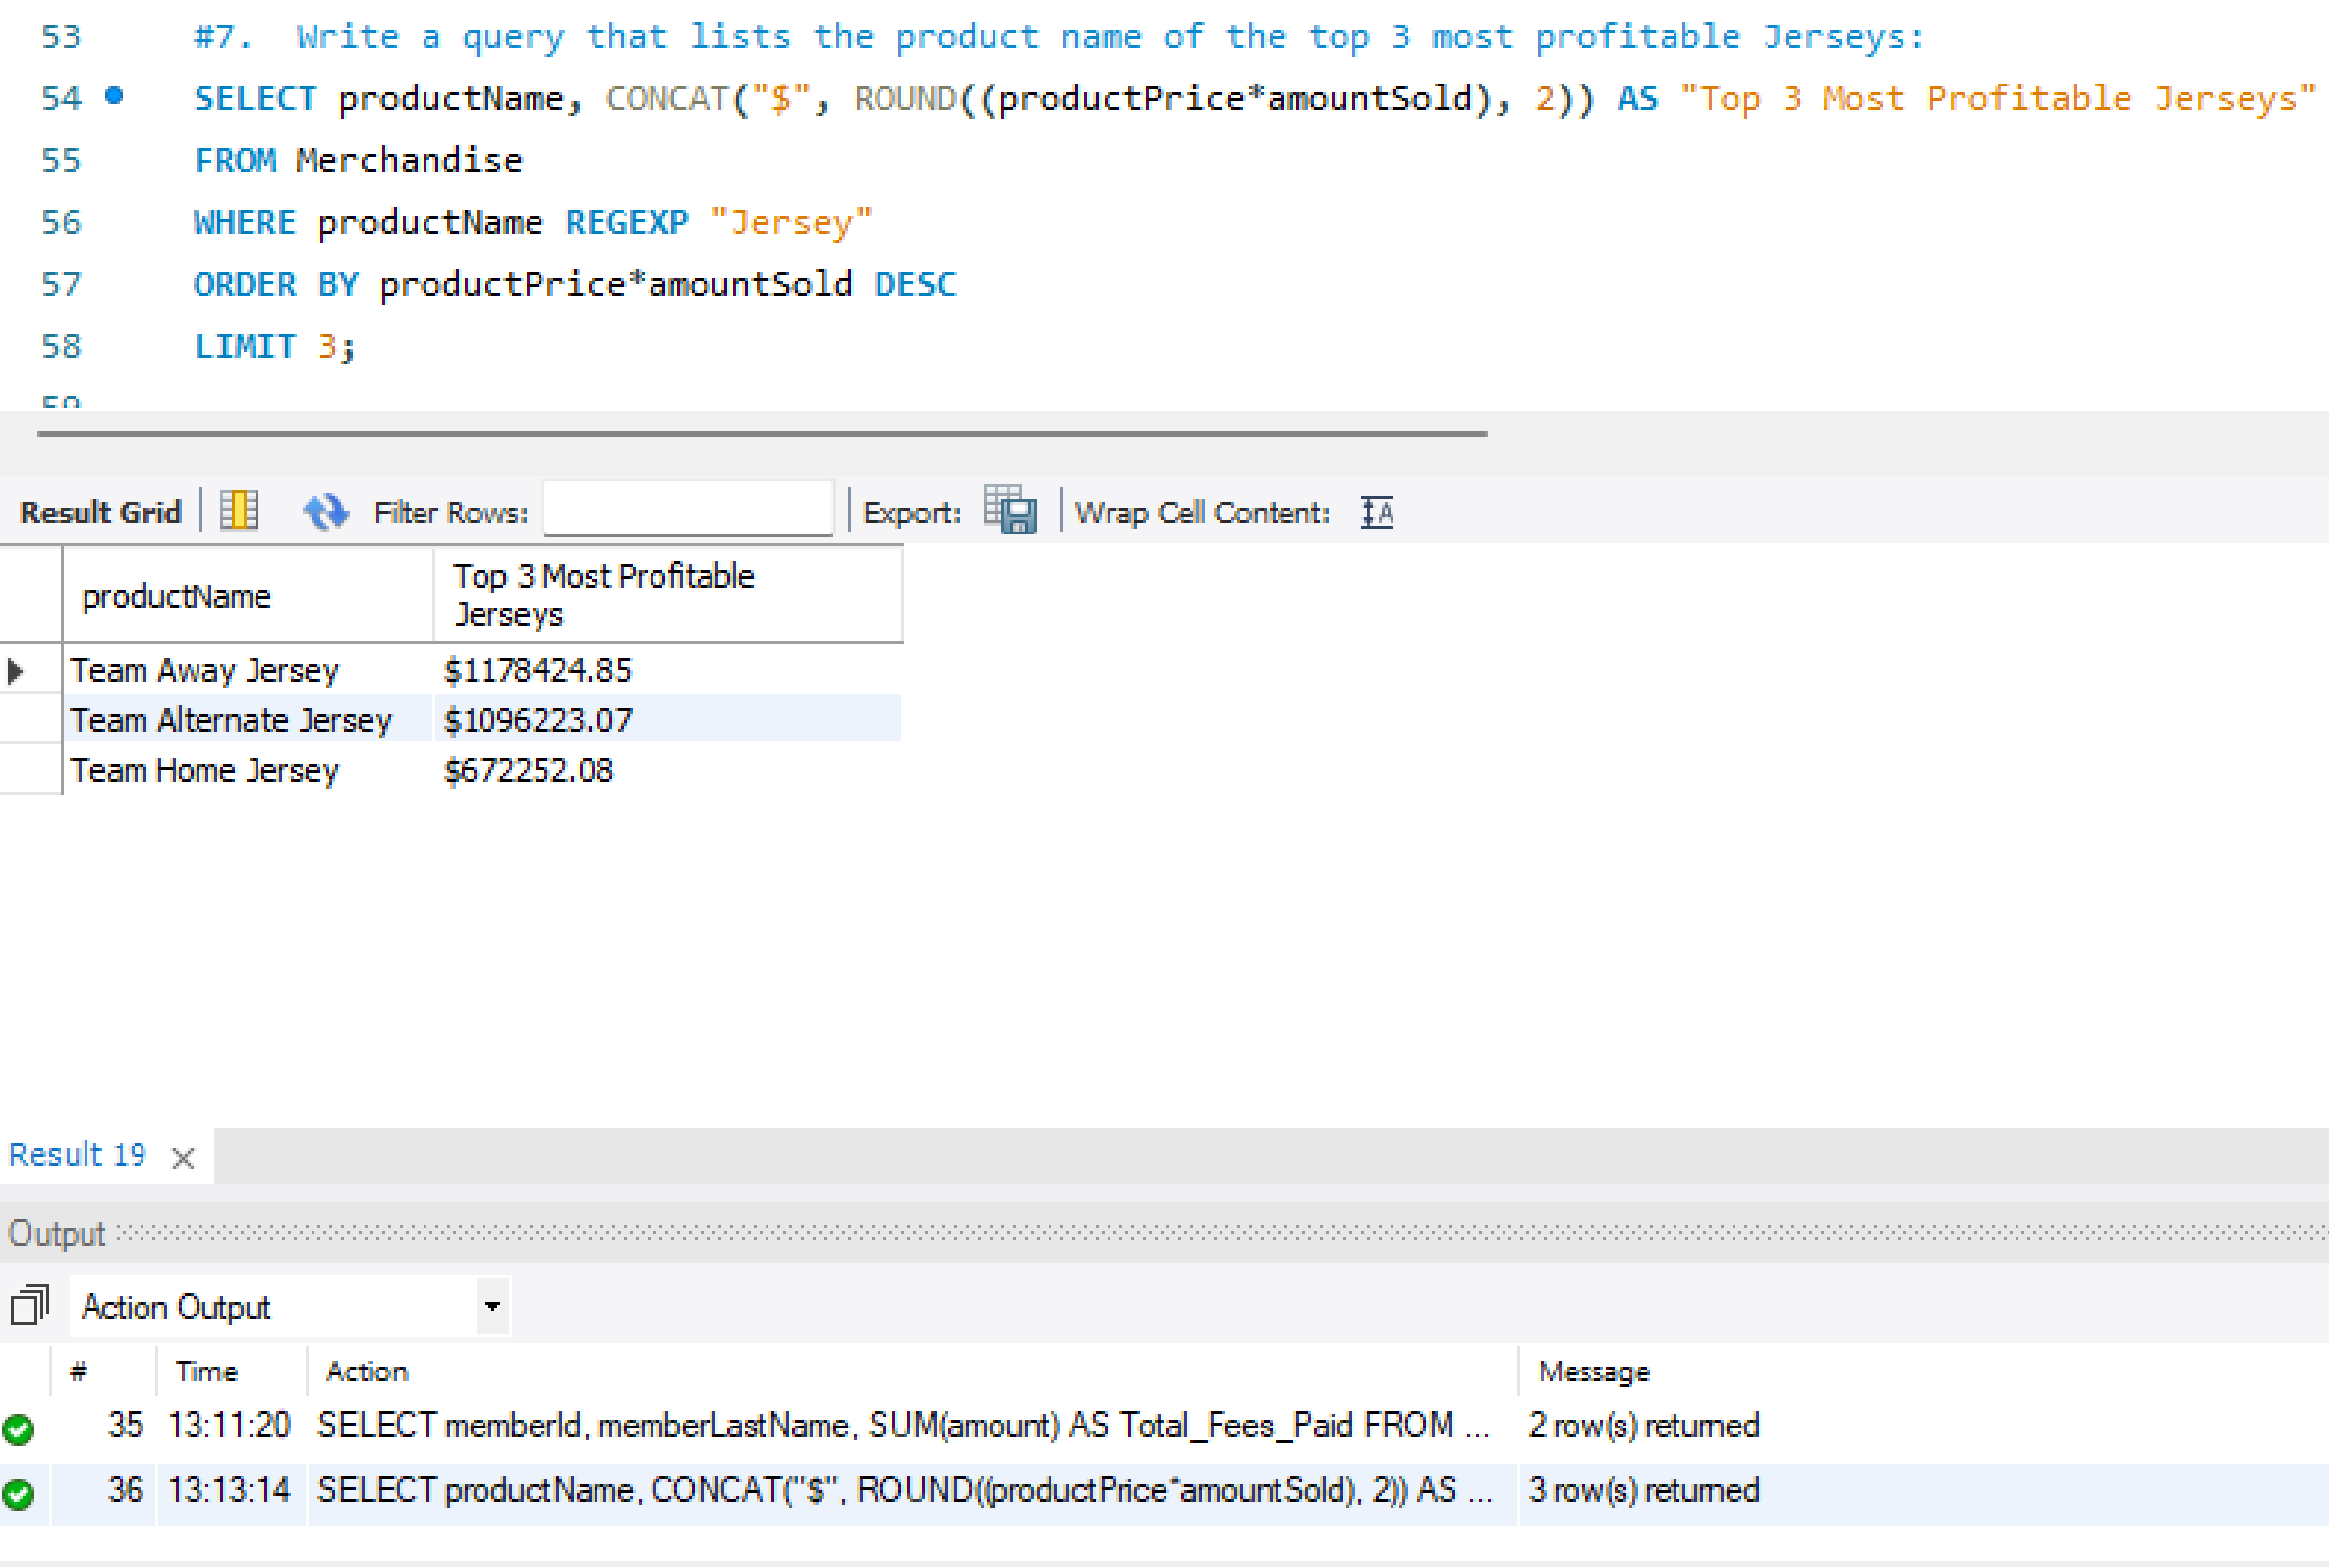 53 #7. Write a query that lists the product name of the top 3 most profitable Jerseys:
54 SELECT productName, CONCAT("$", ROUND((productPrice*amountSold), 2)) AS "Top 3 Most Profitable Jerseys"
55 FROM Merchandise
56 WHERE productName REGEXP "Jersey"
57 ORDER BY productPrice*amountSold DESC
58 LIMIT 3;
59
Result Grid Filter Rows: Export: Wrap Cell Content:
productName Top 3 Most Profitable
Jerseys
Team Away Jersey $1178424.85
Team Alternate Jersey $1096223.07
Team Home Jersey $672252.08
Result 19 ×
Output
Action Output
# Time Action Message
35 13:11:20 SELECT memberId, memberLastName, SUM(amount) AS Total_Fees_Paid FROM ... 2 row(s) returned
36 13:13:14 SELECT productName, CONCAT("$", ROUND((productPrice*amountSold), 2)) AS ... 3 row(s) returned